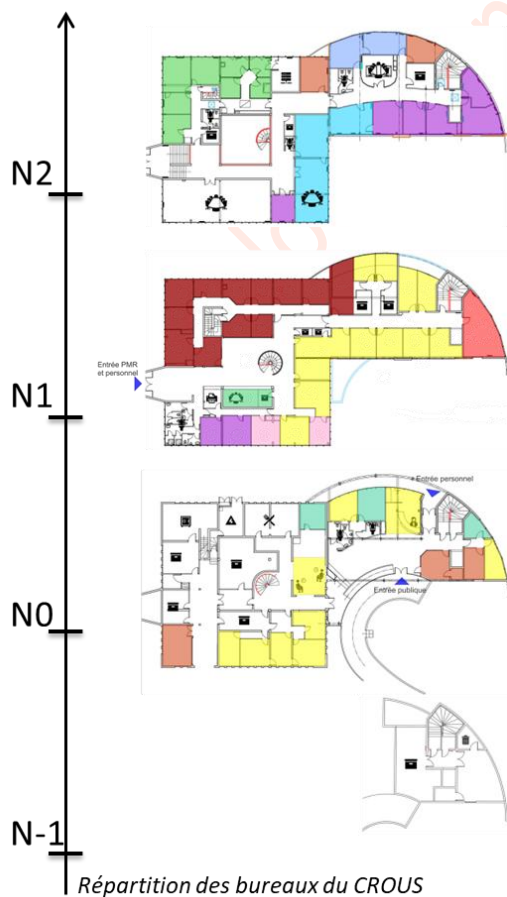 N2
Entrée PMR
et personnel
N1
Entrée personnel
N0
Entrée publique
N-1
Répartition des bureaux du CROUS